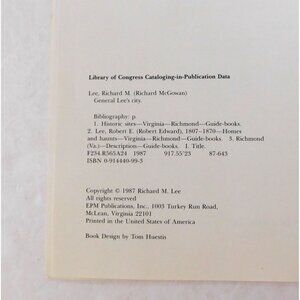 Library of Congress Cataloging-in-Publication Data
Lee, Richard M. (Richard McGowan)
General Lee's city.
Bibliography: p.
1. Historic sites—Virginia—Richmond—Guide-books.
2. Lee, Robert E. (Robert Edward), 1807–1870—Homes
and haunts—Virginia—Richmond—Guide-books. 3. Richmond
(Va.)—Description—Guide-books. I. Title.
F234.R565A24 1987 917.55'23 87-643
ISBN 0-914440-99-3
Copyright © 1987 Richard M. Lee
All rights reserved
EPM Publications, Inc., 1003 Turkey Run Road,
McLean, Virginia 22101
Printed in the United States of America
Book Design by Tom Huestis